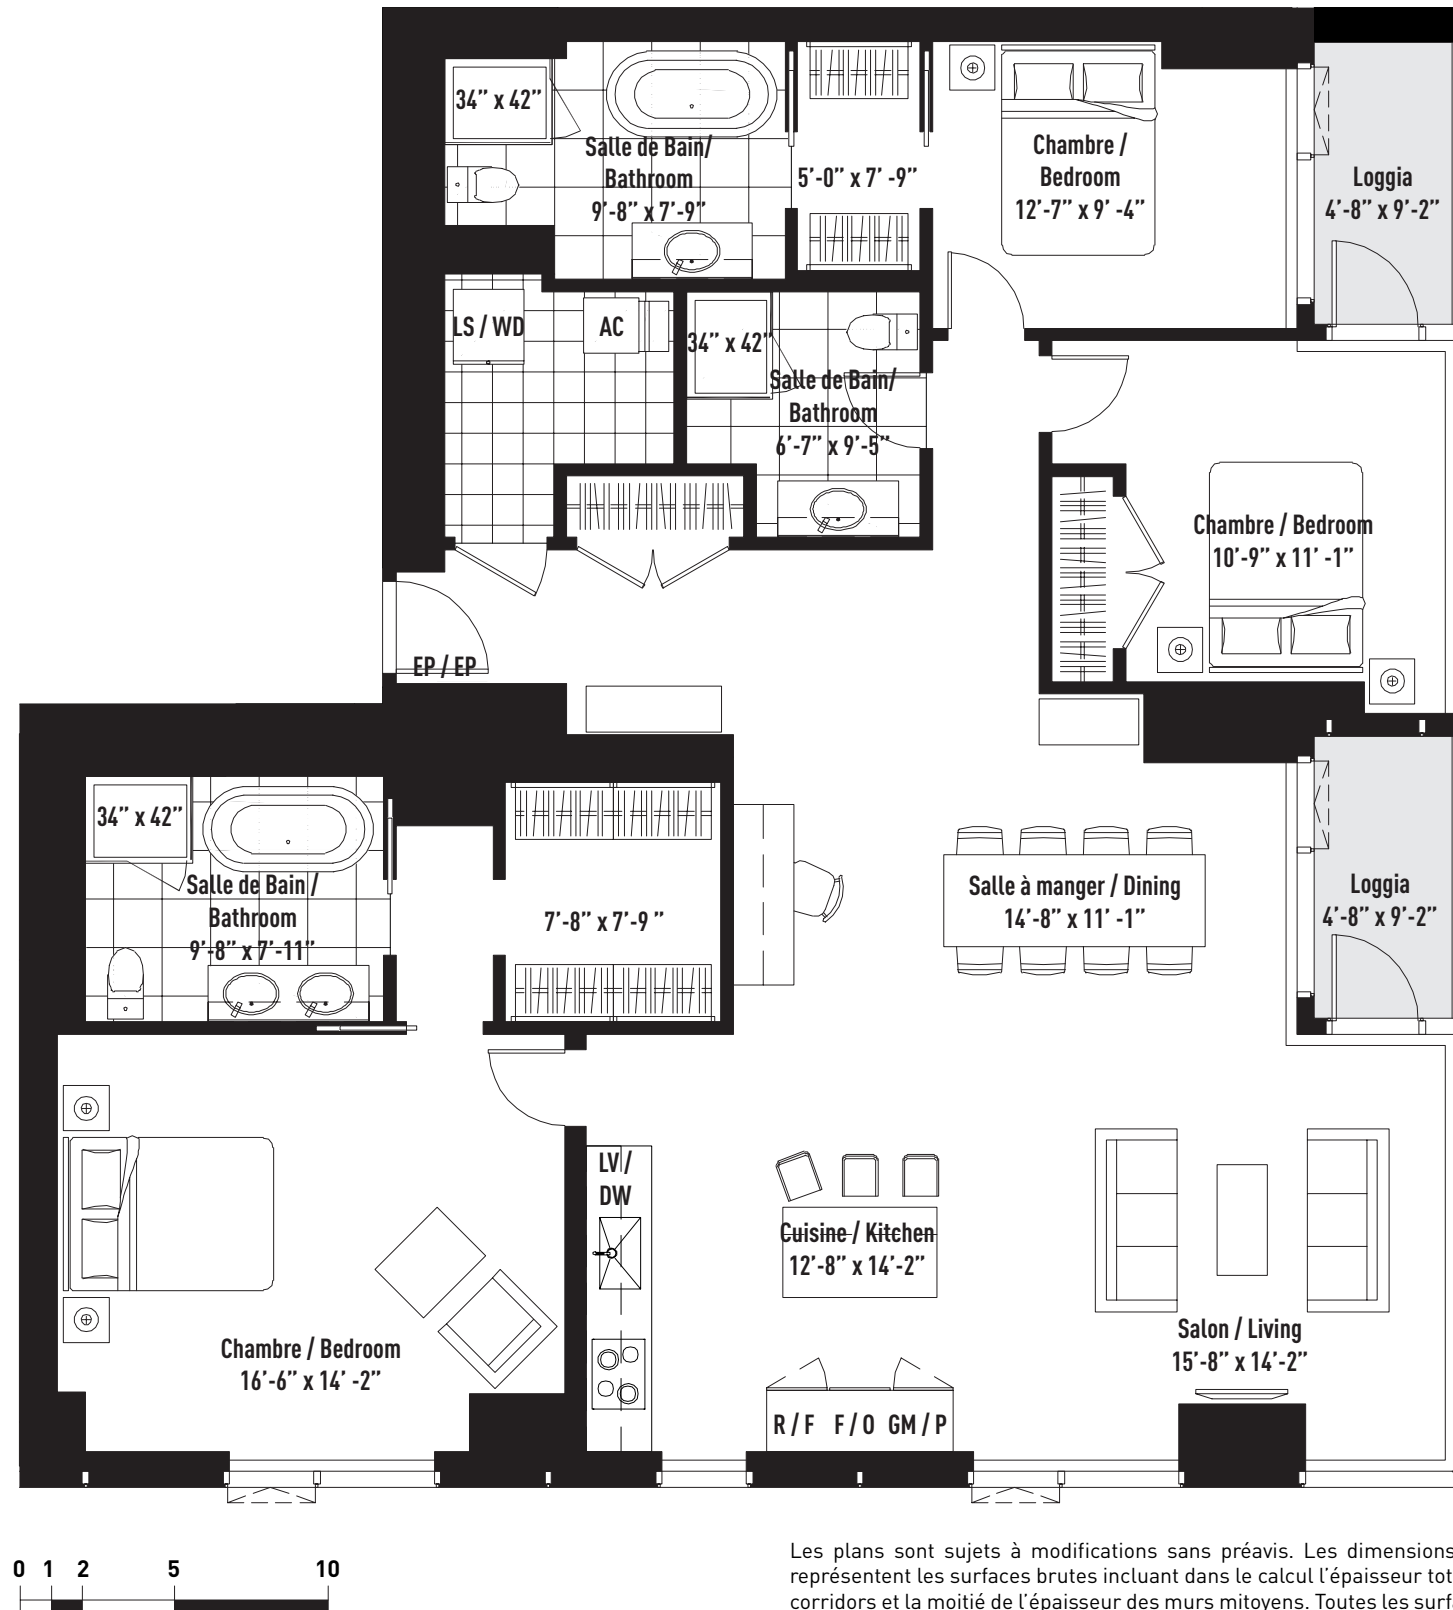 34” x 42”
Salle de Bain/
Bathroom
9’-8” x 7’-9”
5’-0” x 7’ -9”
Chambre /
Bedroom
12’-7” x 9’ -4”
Loggia
4’-8” x 9’-2”
LS / WD
AC
34” x 42”
Salle de Bain/
Bathroom
6’-7” x 9’-5”
Chambre / Bedroom
10’-9” x 11’ -1”
EP / EP
34” x 42”
Salle de Bain /
Bathroom
9’-8” x 7’-11”
7’-8” x 7’-9 ”
Salle à manger / Dining
14’-8” x 11’ -1”
Loggia
4’-8” x 9’-2”
LV /
DW
Cuisine / Kitchen
12’-8” x 14’-2”
Chambre / Bedroom
16’-6” x 14’ -2”
Salon / Living
15’-8” x 14’-2”
R / F F / O GM / P
0 1 2 5 10
Les plans sont sujets à modifications sans préavis. Les dimensions
représentent les surfaces brutes incluant dans le calcul l’épaisseur tot
corridors et la moitié de l’épaisseur des murs mitoyens. Toutes les surf